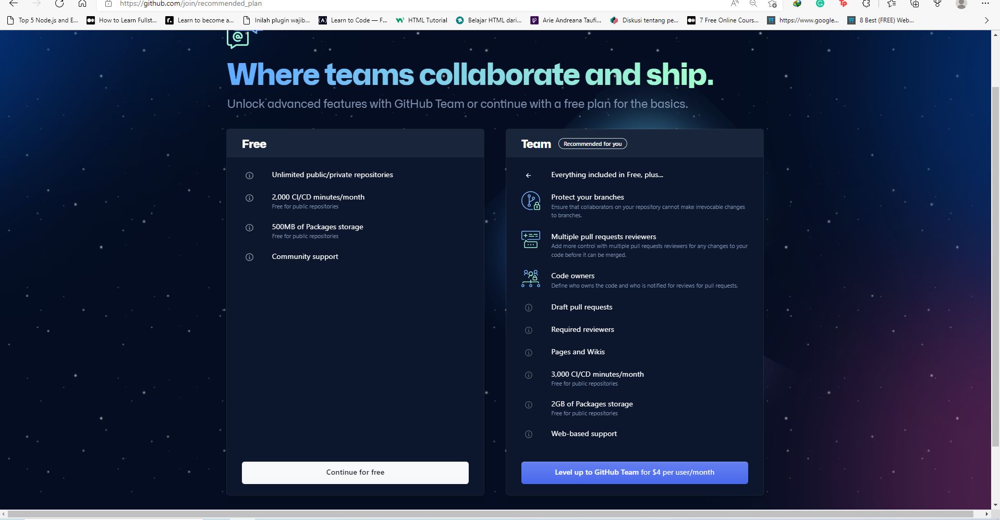 https://github.com/join/recommended_plan
Top 5 Node.js and E... How to Learn Fullst... Learn to become a... Inilah plugin wajib... Learn to Code — F... HTML Tutorial Belajar HTML dari... Arie Andreana Taufi... Diskusi tentang pe... 7 Free Online Cours... https://www.google... 8 Best (FREE) Web...
Where teams collaborate and ship.
Unlock advanced features with GitHub Team or continue with a free plan for the basics.
Free
Unlimited public/private repositories
2,000 CI/CD minutes/month
Free for public repositories
500MB of Packages storage
Free for public repositories
Community support
Continue for free
Team Recommended for you
Everything included in Free, plus...
Protect your branches
Ensure that collaborators on your repository cannot make irrevocable changes
to branches.
Multiple pull requests reviewers
Add more control with multiple pull requests reviewers for any changes to your
code before it can be merged.
Code owners
Define who owns the code and who is notified for reviews for pull requests.
Draft pull requests
Required reviewers
Pages and Wikis
3,000 CI/CD minutes/month
Free for public repositories
2GB of Packages storage
Free for public repositories
Web-based support
Level up to GitHub Team for $4 per user/month